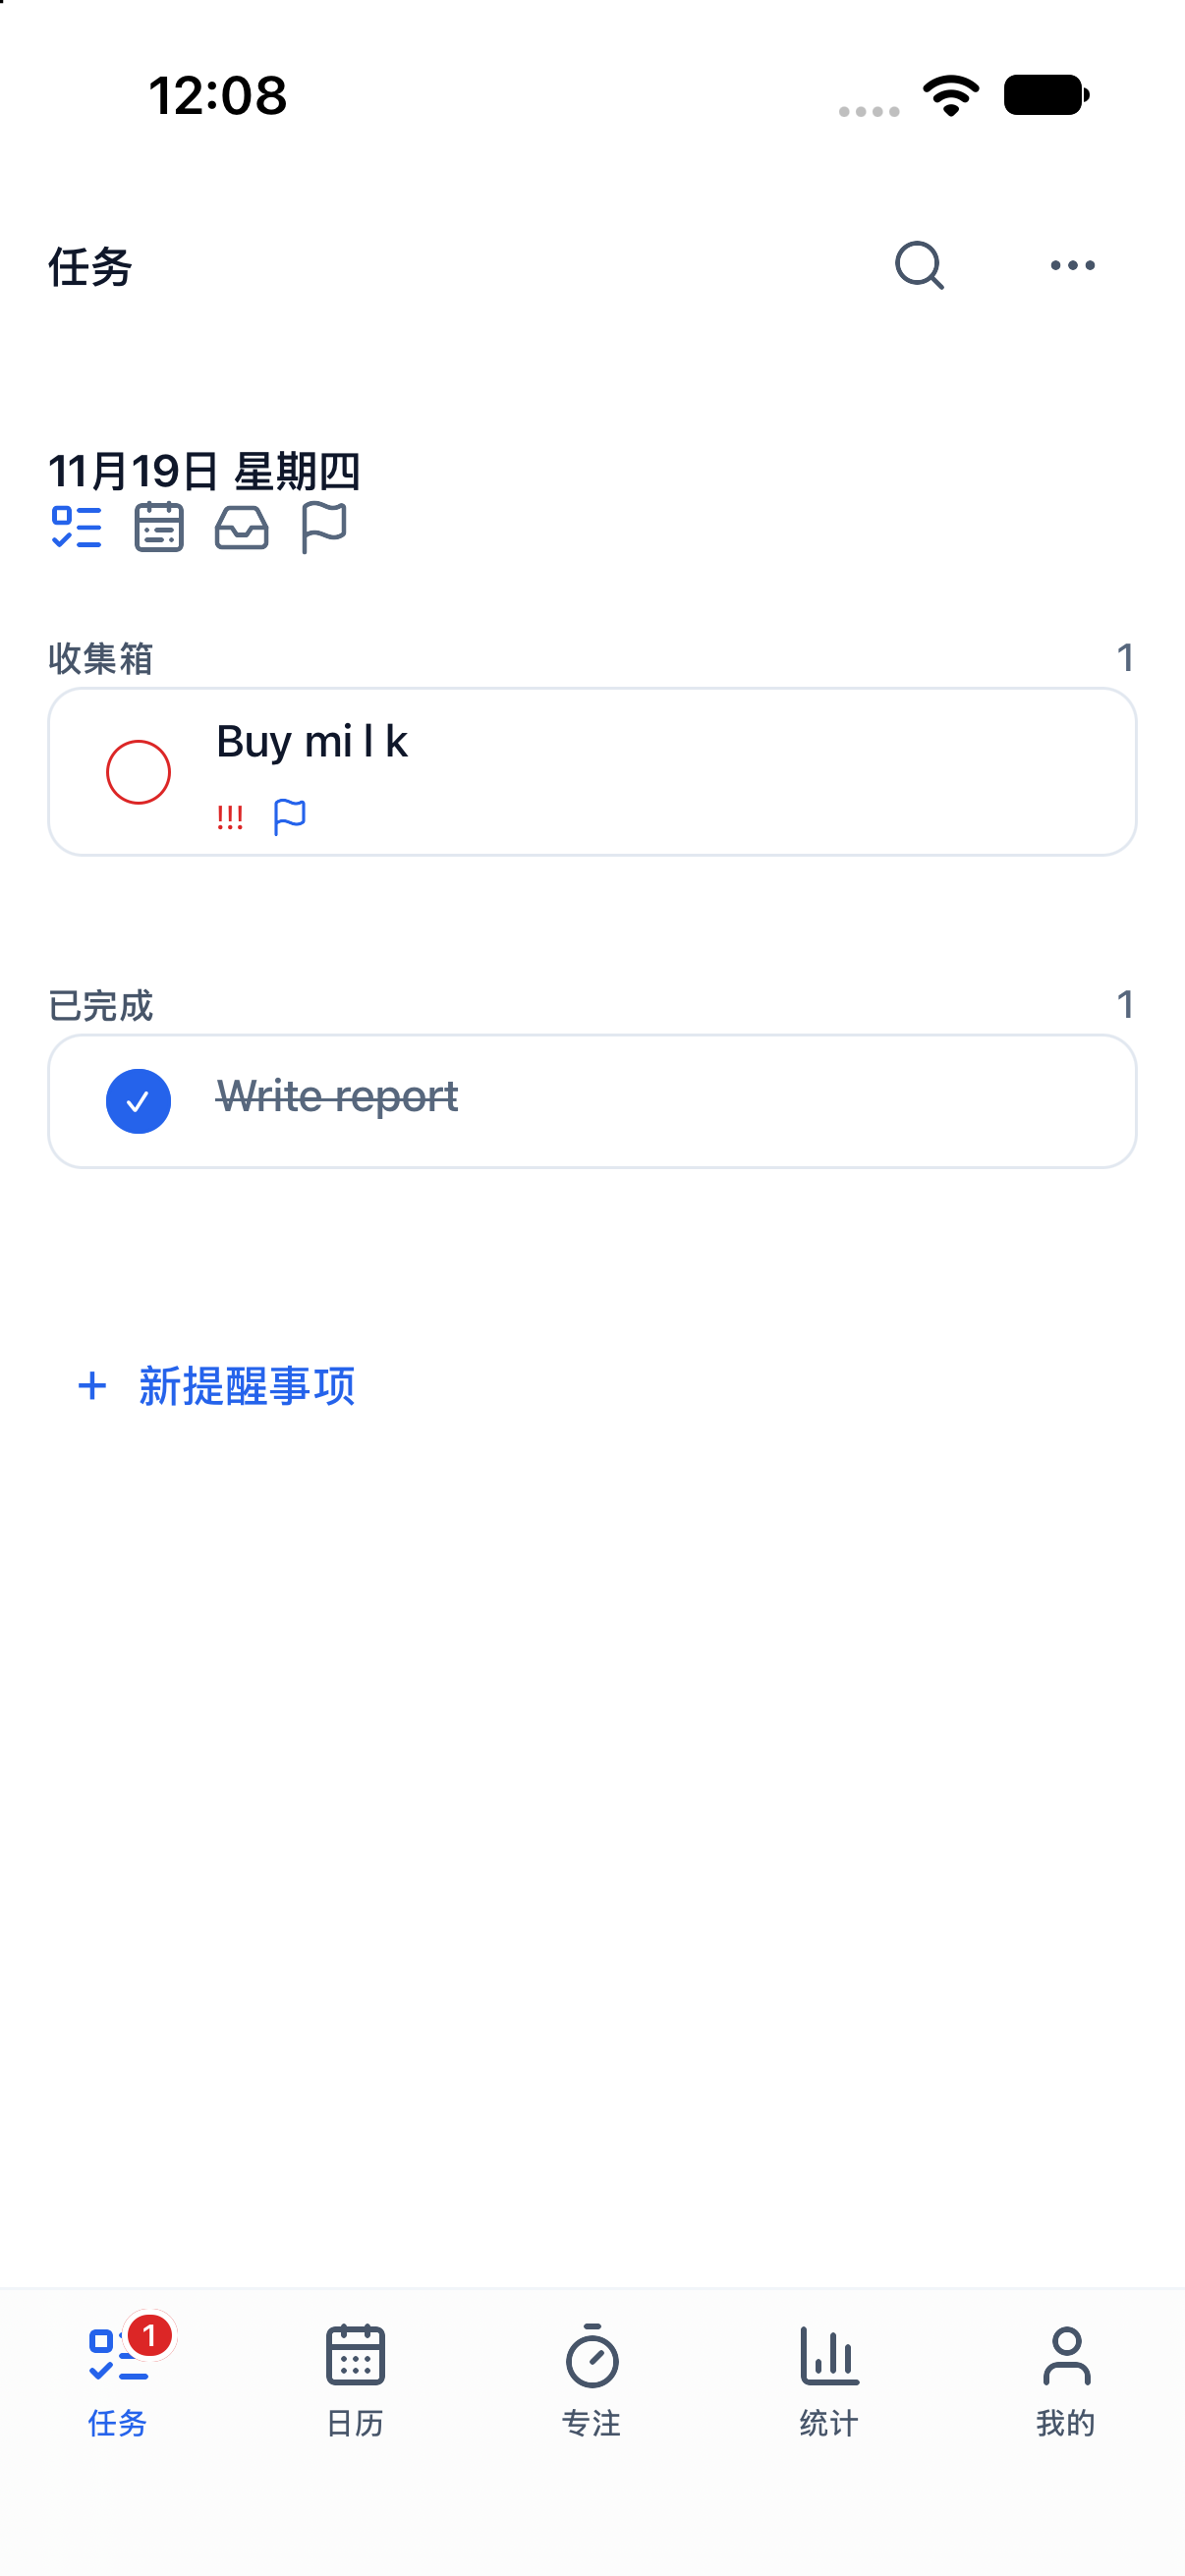 12:08
任务
11月19日 星期四
收集箱 1
Buy mi l k
!!!
已完成 1
Write report
+ 新提醒事项
1
任务 日历 专注 统计 我的